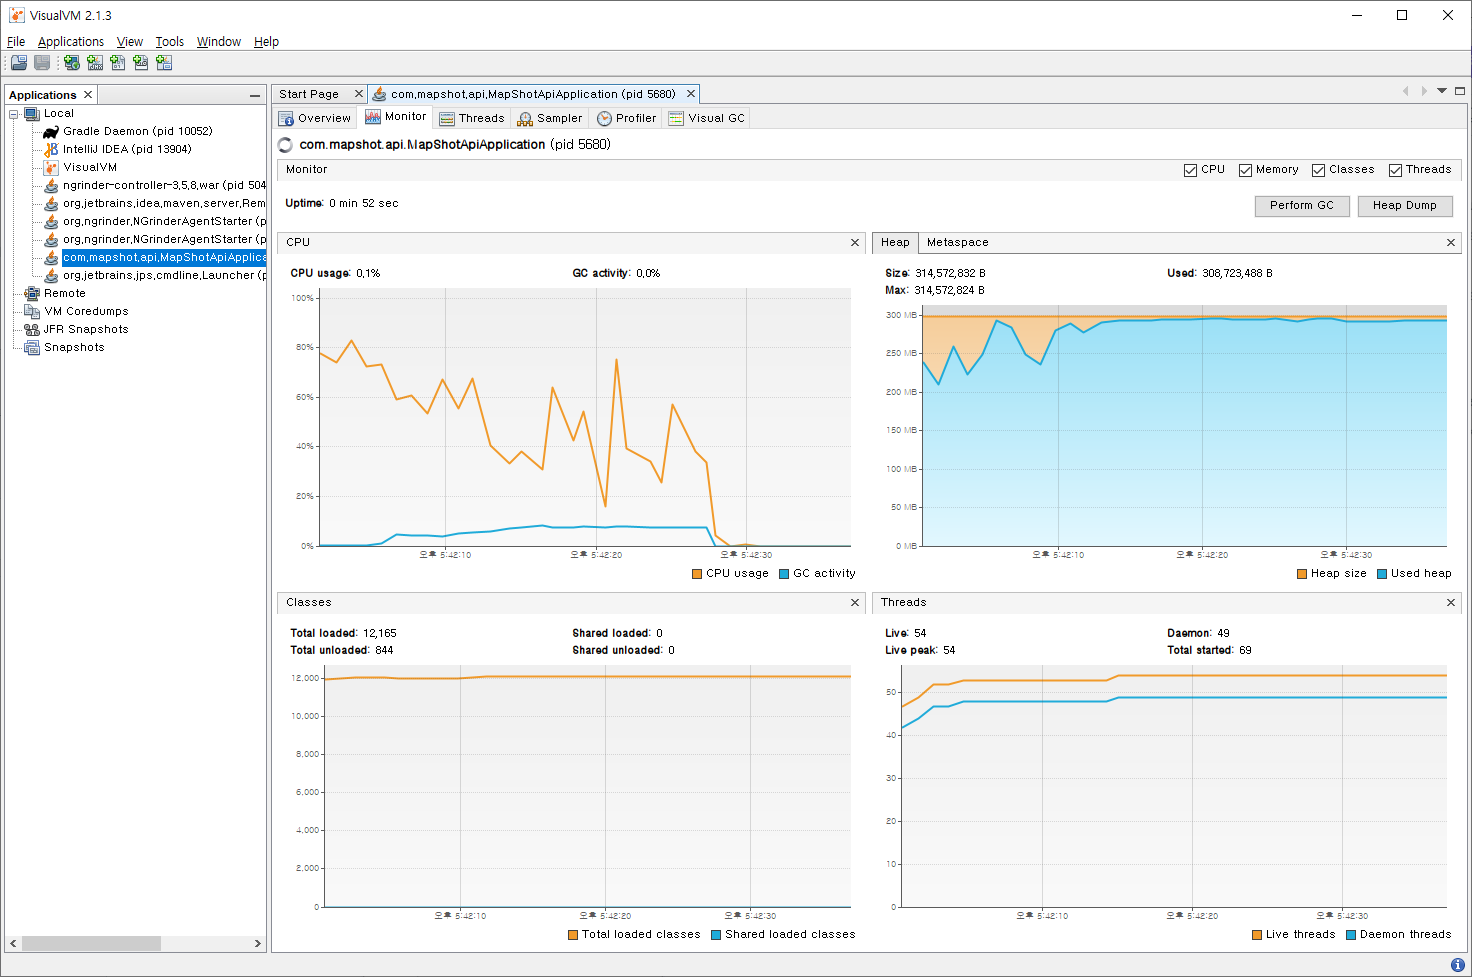 VisualVM 2.1.3
File Applications View Tools Window Help
Applications
Local
Gradle Daemon (pid 10052)
IntelliJ IDEA (pid 13904)
VisualVM
ngrinder-controller-3,5,8,war (pid 504
org,jetbrains,idea,maven,server,Rem
org,ngrinder,NGrinderAgentStarter (p
org,ngrinder,NGrinderAgentStarter (p
com,mapshot,api,MapShotApiApplica
org,jetbrains,jps,cmdline,Launcher (p
Remote
VM Coredumps
JFR Snapshots
Snapshots
Start Page com,mapshot,api,MapShotApiApplication (pid 5680)
Overview Monitor Threads Sampler Profiler Visual GC
com.mapshot.api.MapShotApiApplication (pid 5680)
Monitor CPU Memory Classes Threads
Uptime: 0 min 52 sec Perform GC Heap Dump
CPU
CPU usage: 0,1% GC activity: 0,0%
100%
80%
60%
40%
20%
0%
오후 5:42:10 오후 5:42:20 오후 5:42:30
CPU usage GC activity
Heap Metaspace
Size: 314,572,832 B Used: 308,723,488 B
Max: 314,572,824 B
300 MB
250 MB
200 MB
150 MB
100 MB
50 MB
0 MB
오후 5:42:10 오후 5:42:20 오후 5:42:30
Heap size Used heap
Classes
Total loaded: 12,165 Shared loaded: 0
Total unloaded: 844 Shared unloaded: 0
12,000
10,000
8,000
6,000
4,000
2,000
0
오후 5:42:10 오후 5:42:20 오후 5:42:30
Total loaded classes Shared loaded classes
Threads
Live: 54 Daemon: 49
Live peak: 54 Total started: 69
50
40
30
20
10
0
오후 5:42:10 오후 5:42:20 오후 5:42:30
Live threads Daemon threads